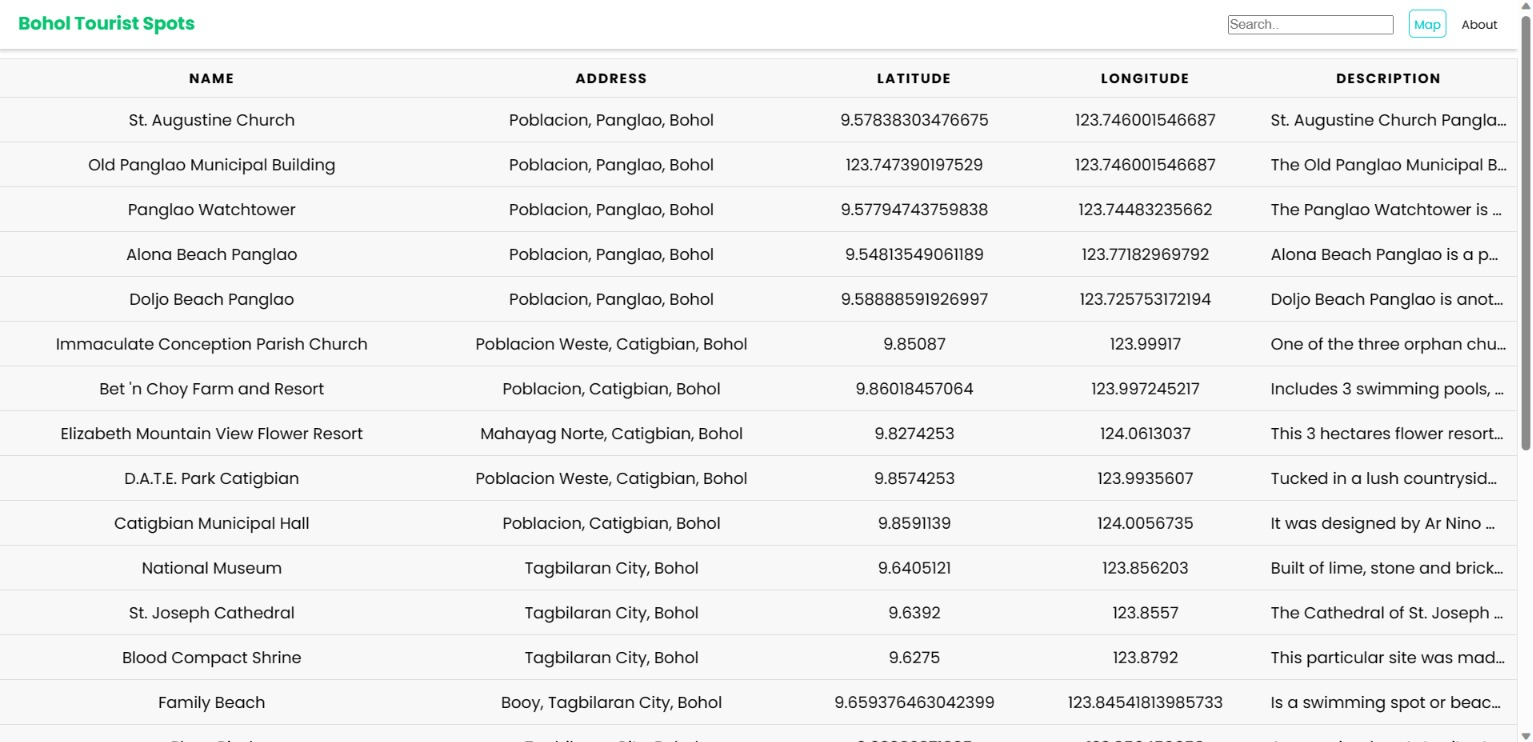 Bohol Tourist Spots Search.. Map About
NAME ADDRESS LATITUDE LONGITUDE DESCRIPTION
St. Augustine Church Poblacion, Panglao, Bohol 9.57838303476675 123.746001546687 St. Augustine Church Pangla...
Old Panglao Municipal Building Poblacion, Panglao, Bohol 123.747390197529 123.746001546687 The Old Panglao Municipal B...
Panglao Watchtower Poblacion, Panglao, Bohol 9.57794743759838 123.74483235662 The Panglao Watchtower is ...
Alona Beach Panglao Poblacion, Panglao, Bohol 9.54813549061189 123.77182969792 Alona Beach Panglao is a p...
Doljo Beach Panglao Poblacion, Panglao, Bohol 9.58888591926997 123.725753172194 Doljo Beach Panglao is anot...
Immaculate Conception Parish Church Poblacion Weste, Catigbian, Bohol 9.85087 123.99917 One of the three orphan chu...
Bet 'n Choy Farm and Resort Poblacion, Catigbian, Bohol 9.86018457064 123.997245217 Includes 3 swimming pools, ...
Elizabeth Mountain View Flower Resort Mahayag Norte, Catigbian, Bohol 9.8274253 124.0613037 This 3 hectares flower resort...
D.A.T.E. Park Catigbian Poblacion Weste, Catigbian, Bohol 9.8574253 123.9935607 Tucked in a lush countrysid...
Catigbian Municipal Hall Poblacion, Catigbian, Bohol 9.8591139 124.0056735 It was designed by Ar Nino ...
National Museum Tagbilaran City, Bohol 9.6405121 123.856203 Built of lime, stone and brick...
St. Joseph Cathedral Tagbilaran City, Bohol 9.6392 123.8557 The Cathedral of St. Joseph ...
Blood Compact Shrine Tagbilaran City, Bohol 9.6275 123.8792 This particular site was mad...
Family Beach Booy, Tagbilaran City, Bohol 9.659376463042399 123.84541813985733 Is a swimming spot or beac...